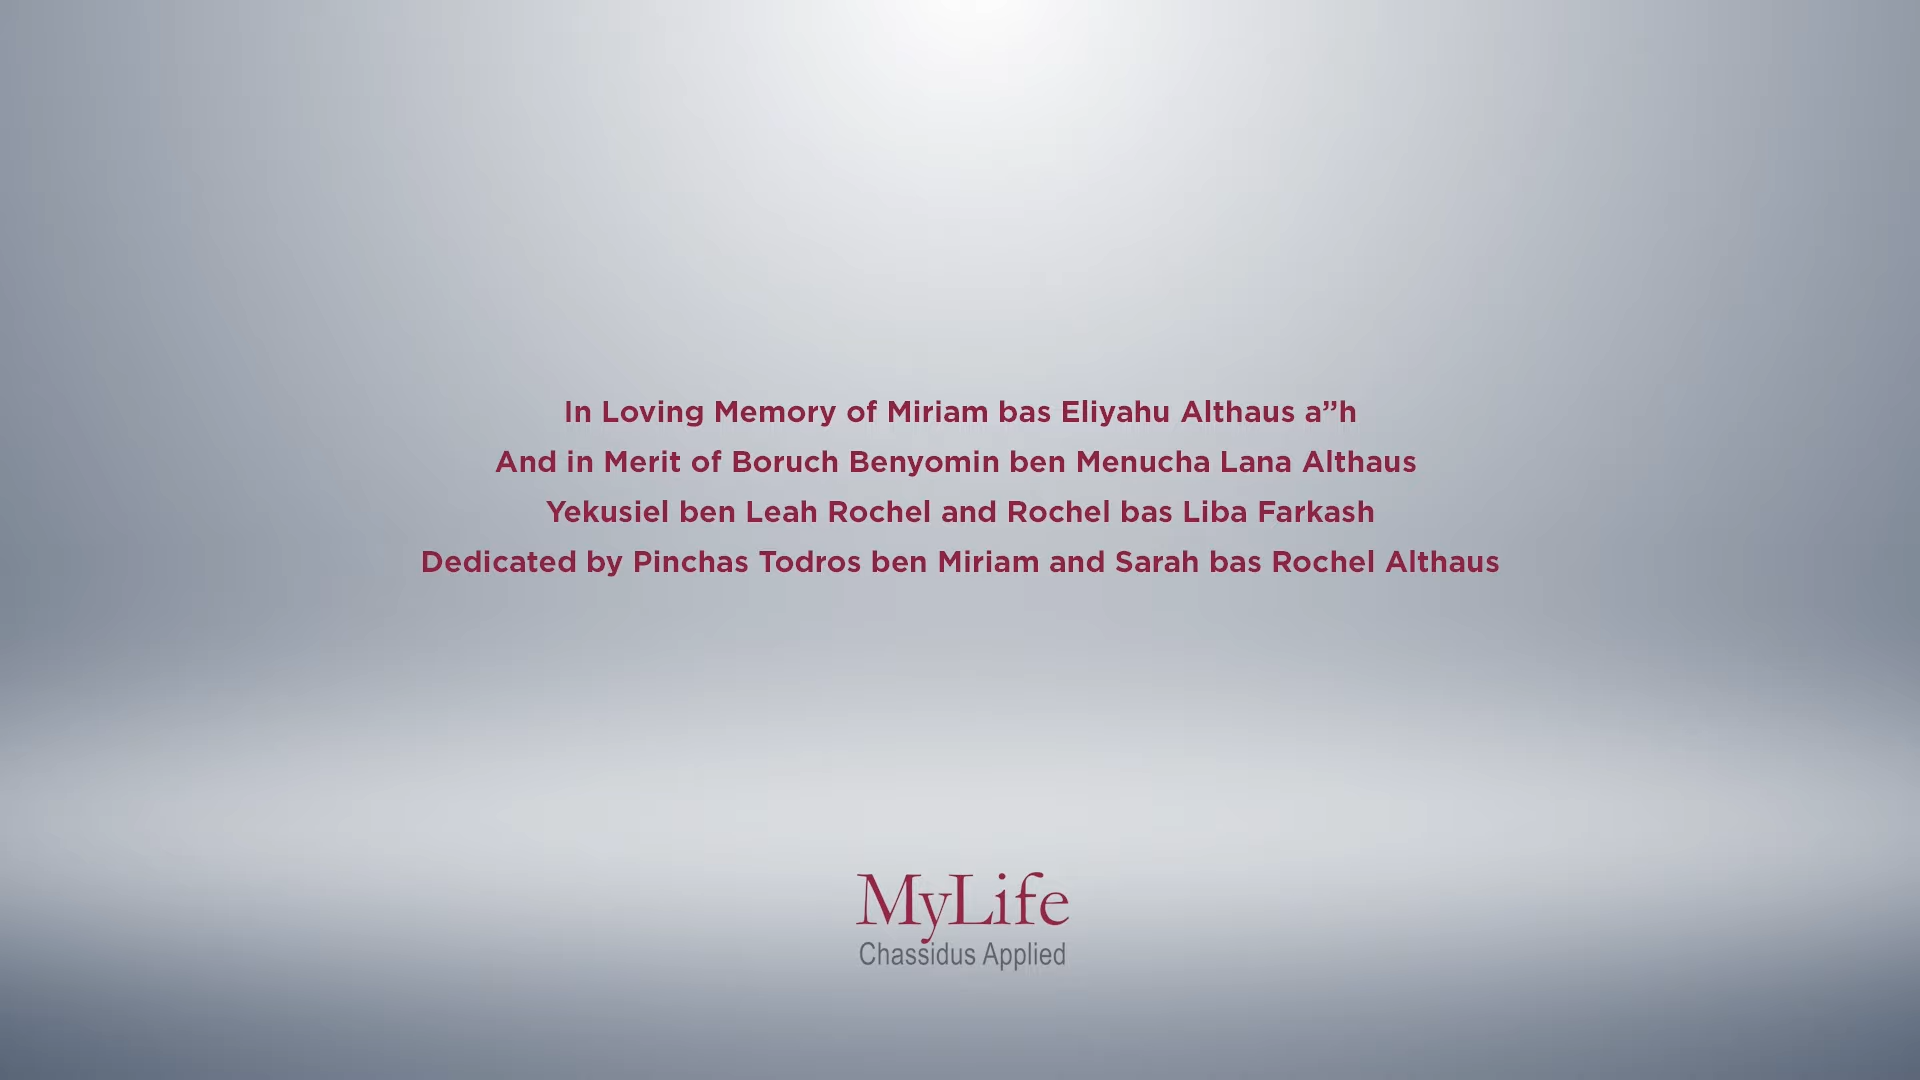 In Loving Memory of Miriam bas Eliyahu Althaus a”h
And in Merit of Boruch Benyomin ben Menucha Lana Althaus
Yekusiel ben Leah Rochel and Rochel bas Liba Farkash
Dedicated by Pinchas Todros ben Miriam and Sarah bas Rochel Althaus
MyLife
Chassidus Applied